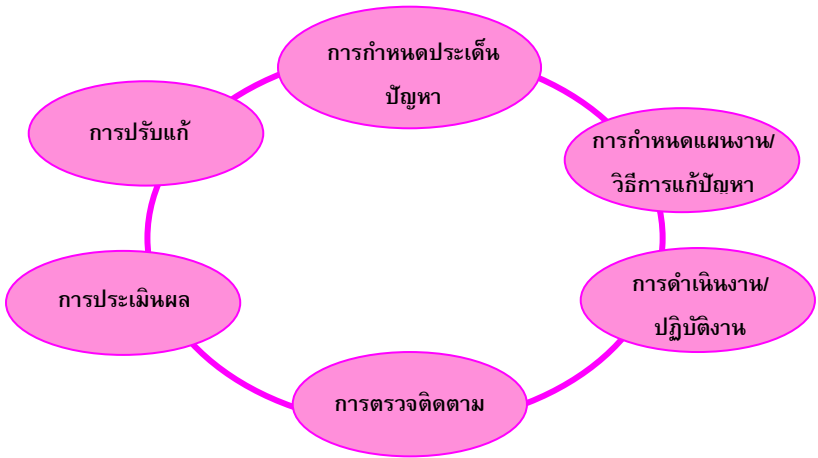 การกำหนดประเด็น
ปัญหา
การกำหนดแผนงาน/
วิธีการแก้ปัญหา
การดำเนินงาน/
ปฏิบัติงาน
การตรวจติดตาม
การประเมินผล
การปรับแก้